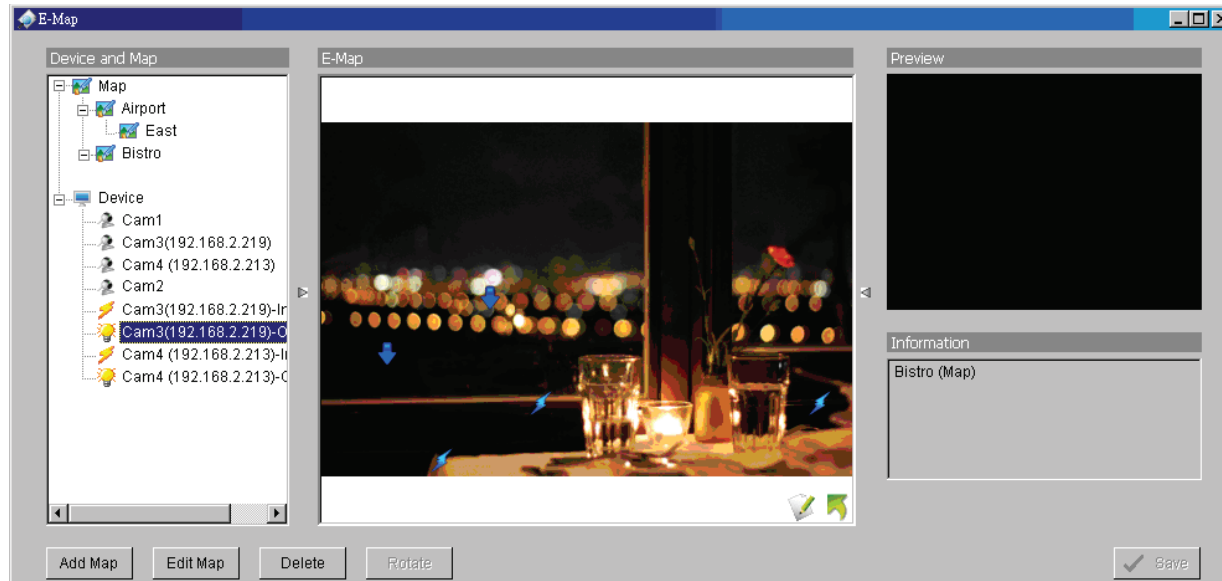 E-Map
Device and Map
Map
Airport
East
Bistro
Device
Cam1
Cam3(192.168.2.219)
Cam4 (192.168.2.213)
Cam2
Cam3(192.168.2.219)-Ir
Cam3(192.168.2.219)-O
Cam4 (192.168.2.213)-I
Cam4 (192.168.2.213)-C
E-Map
Preview
Information
Bistro (Map)
Add Map
Edit Map
Delete
Rotate
Save